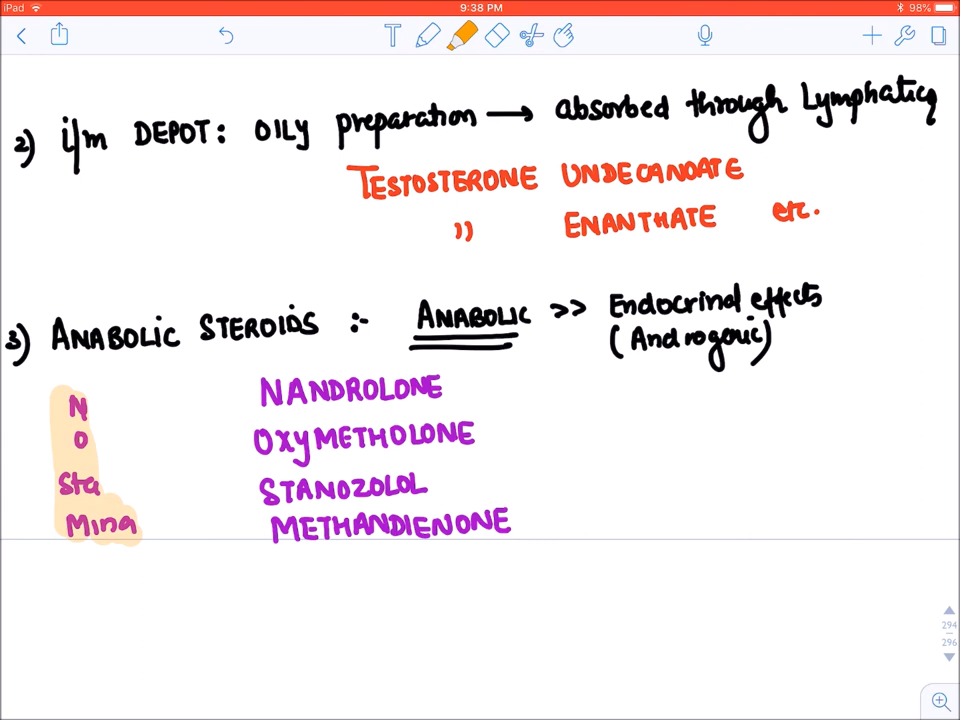 iPad 9:38 PM 98%
2) i/m DEPOT: OILY preparation → absorbed through Lymphatics
TESTOSTERONE UNDECANOATE
" ENANTHATE etc.
3) ANABOLIC STEROIDS :- ANABOLIC >> Endocrinal effects
(Androgenic)
N NANDROLONE
O OXYMETHOLONE
Sta STANOZOLOL
Mina METHANDIENONE
294
296